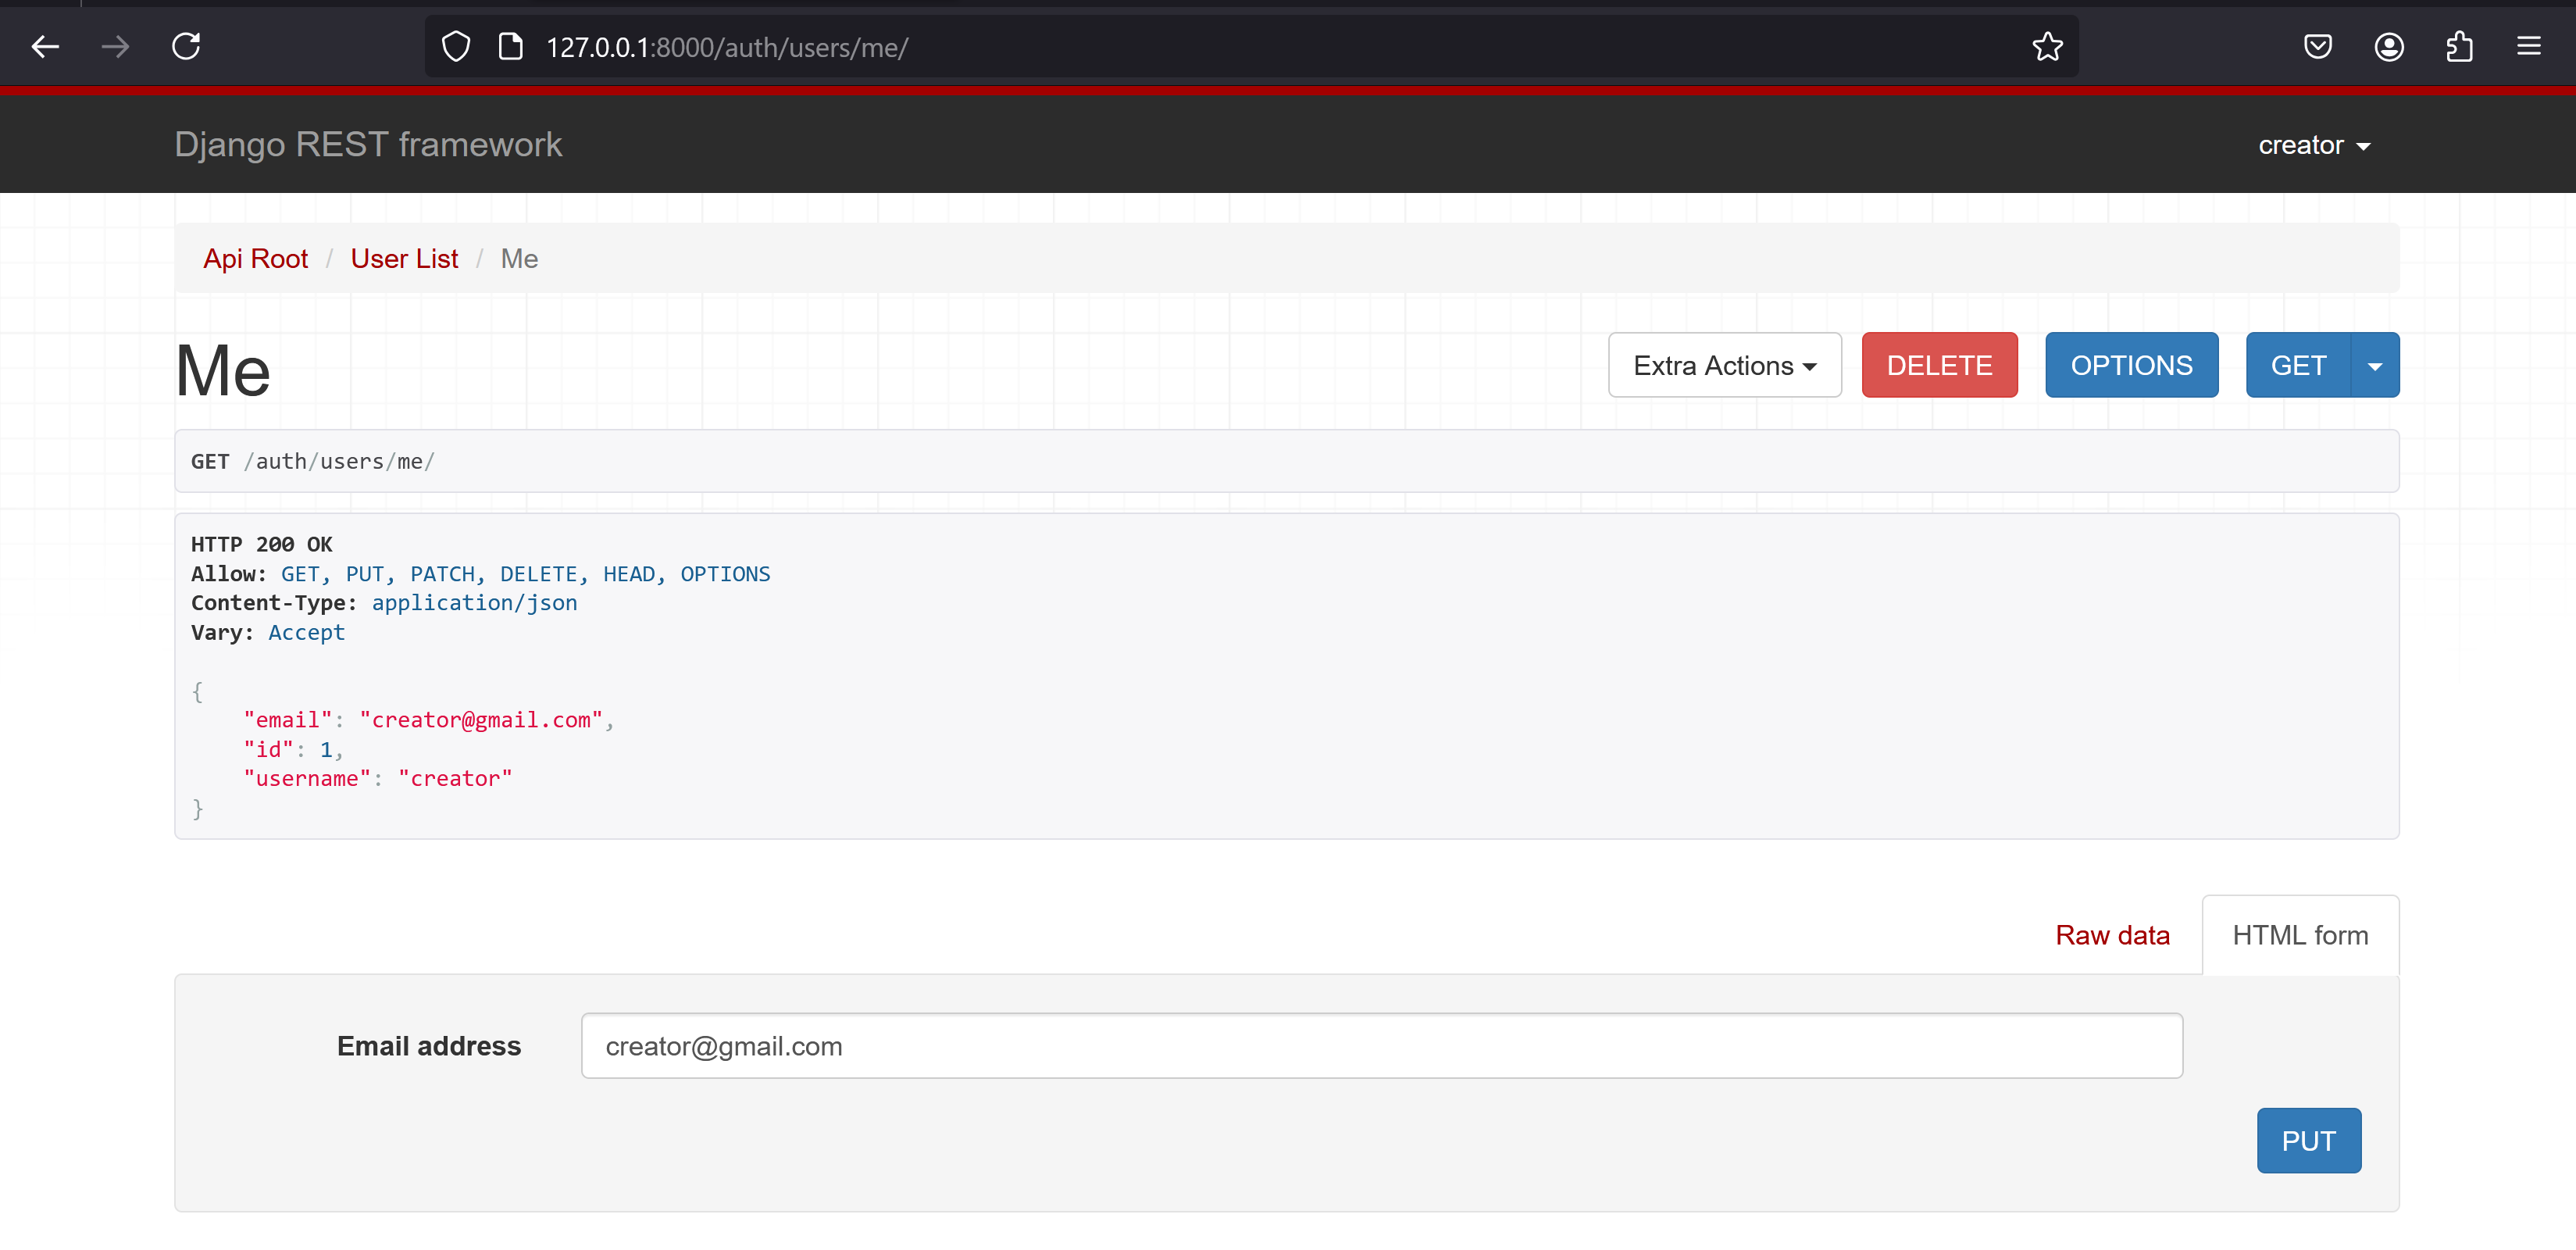 127.0.0.1:8000/auth/users/me/
Django REST framework
creator
Api Root / User List / Me
Me
Extra Actions
DELETE
OPTIONS
GET
GET /auth/users/me/
HTTP 200 OK
Allow: GET, PUT, PATCH, DELETE, HEAD, OPTIONS
Content-Type: application/json
Vary: Accept
{
"email": "creator@gmail.com",
"id": 1,
"username": "creator"
}
Raw data
HTML form
Email address
creator@gmail.com
PUT